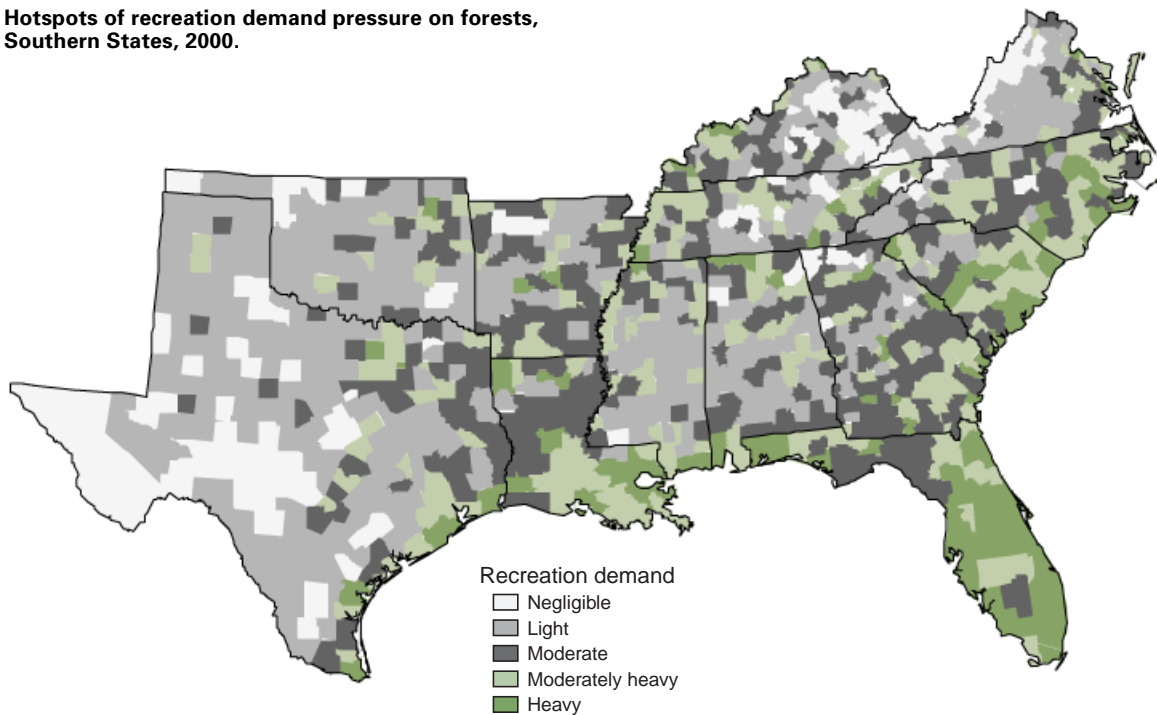 Hotspots of recreation demand pressure on forests,
Southern States, 2000.
Recreation demand
Negligible
Light
Moderate
Moderately heavy
Heavy